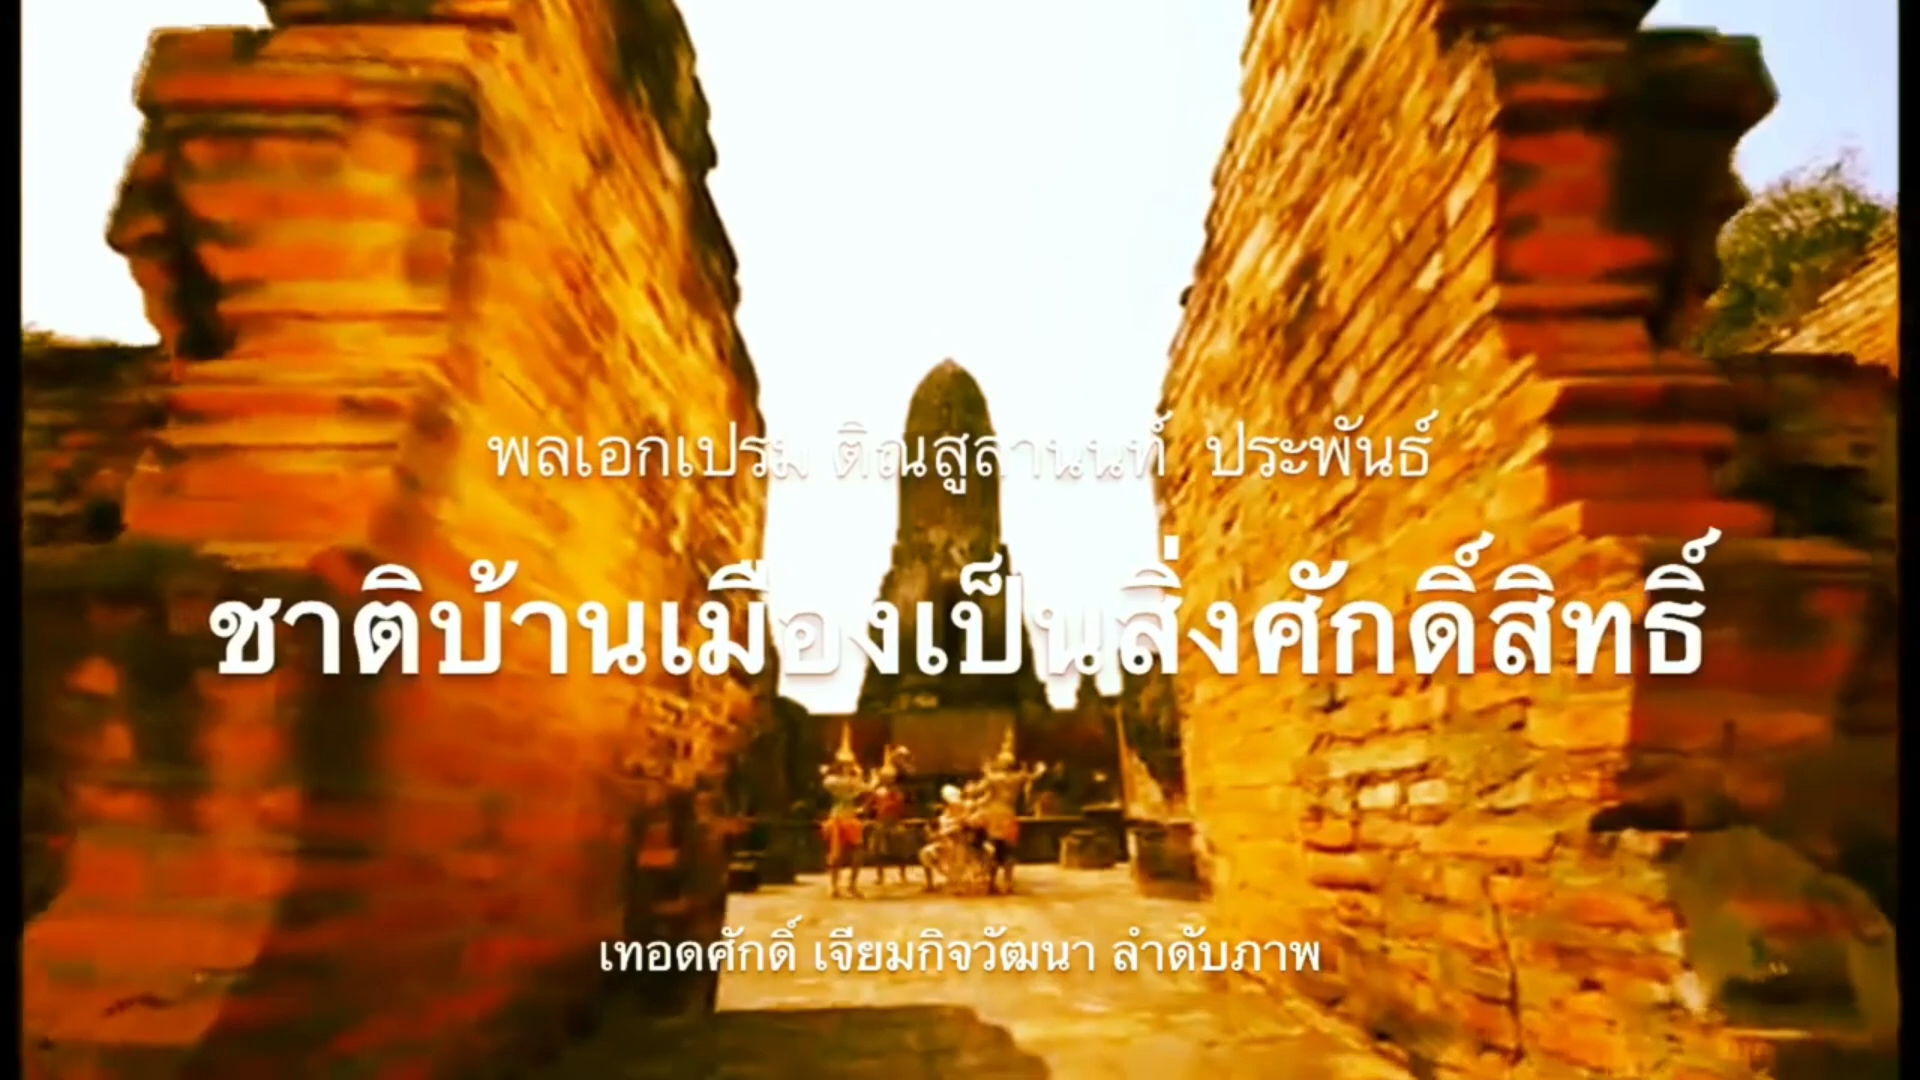 พลเอกเปรม ติณสูลานนท์ ประพันธ์
ชาติบ้านเมืองเป็นสิ่งศักดิ์สิทธิ์
เทอดศักดิ์ เจียมกิจวัฒนา ลำดับภาพ